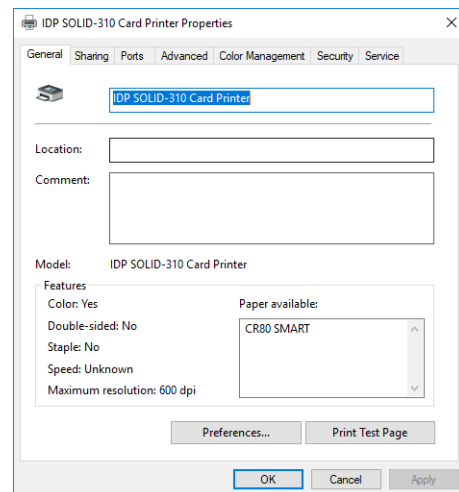 IDP SOLID-310 Card Printer Properties
General Sharing Ports Advanced Color Management Security Service
IDP SOLID-310 Card Printer
Location:
Comment:
Model: IDP SOLID-310 Card Printer
Features
Color: Yes Paper available:
Double-sided: No CR80 SMART
Staple: No
Speed: Unknown
Maximum resolution: 600 dpi
Preferences... Print Test Page
OK Cancel Apply